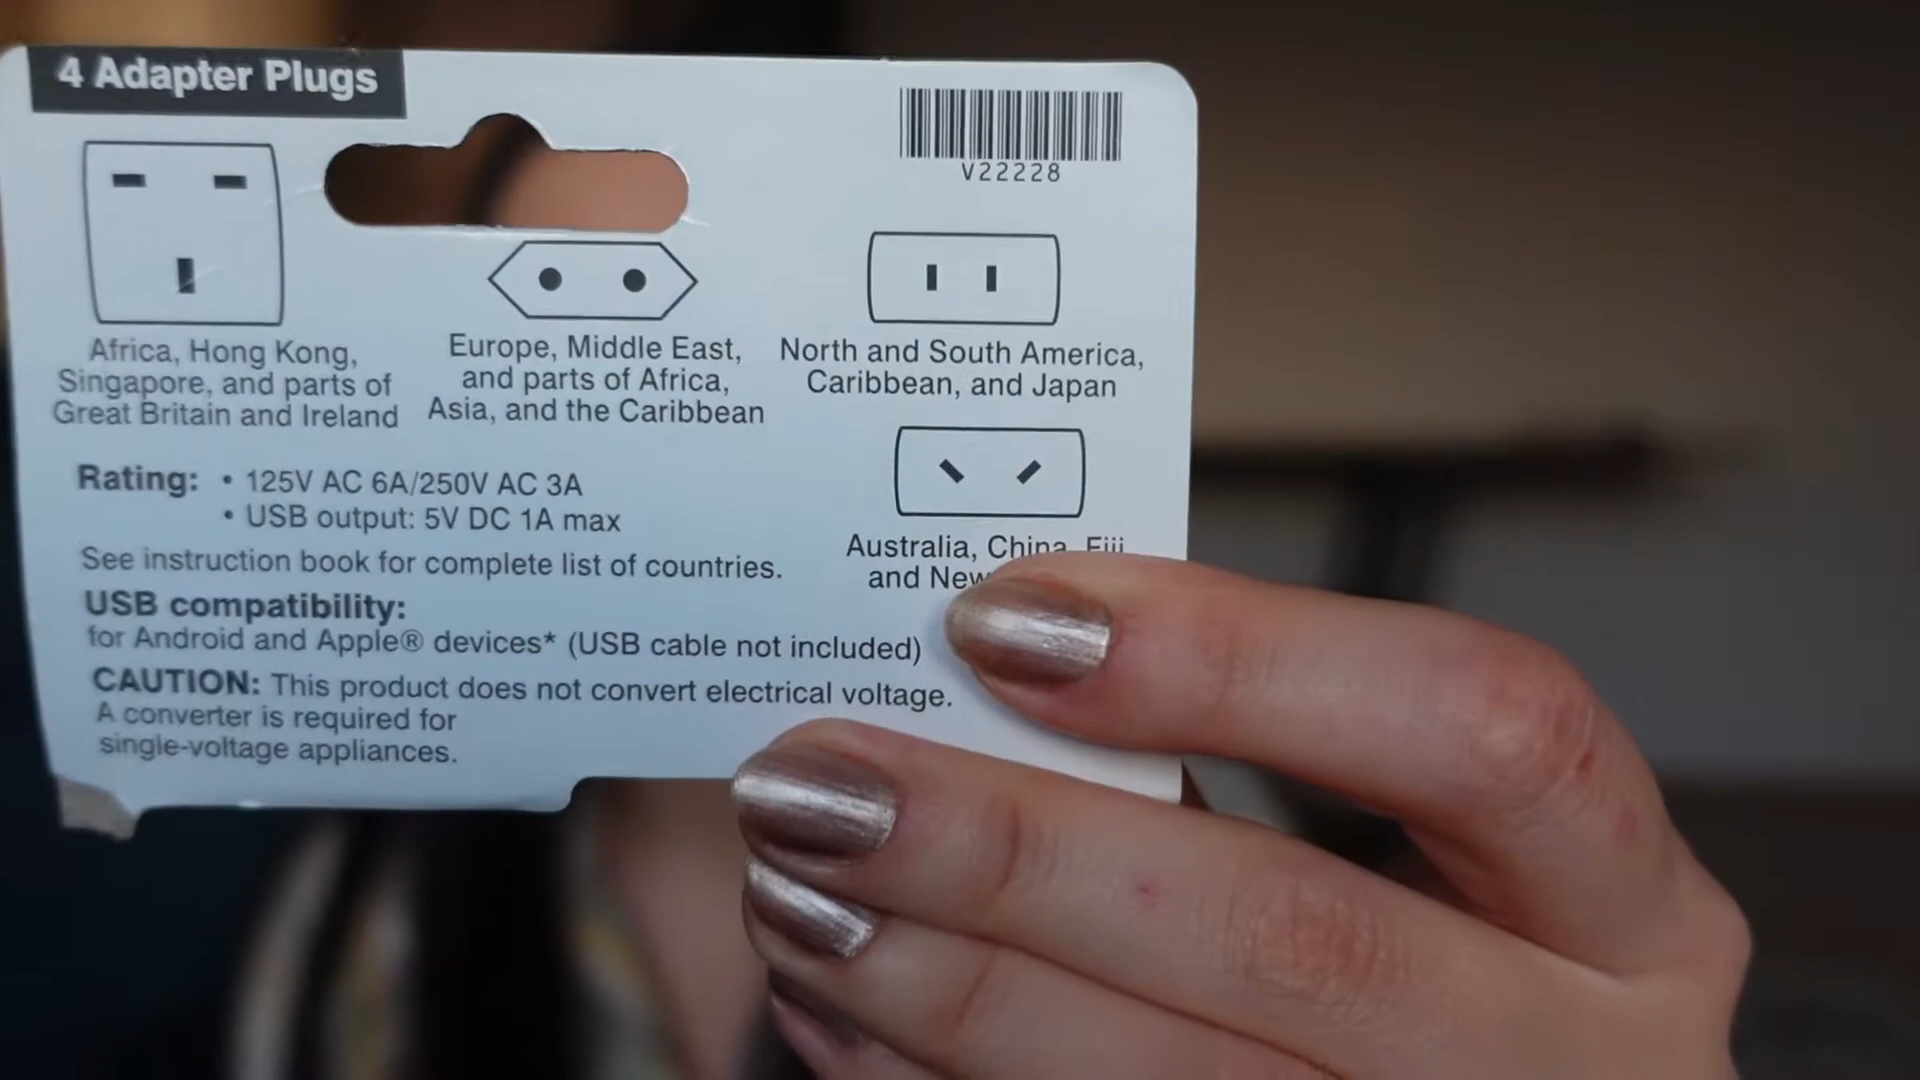 4 Adapter Plugs
V22228
Africa, Hong Kong,
Singapore, and parts of
Great Britain and Ireland
Europe, Middle East,
and parts of Africa,
Asia, and the Caribbean
North and South America,
Caribbean, and Japan
Australia, China, Fiji
and New
Rating: • 125V AC 6A/250V AC 3A
• USB output: 5V DC 1A max
See instruction book for complete list of countries.
USB compatibility:
for Android and Apple® devices* (USB cable not included)
CAUTION: This product does not convert electrical voltage.
A converter is required for
single-voltage appliances.